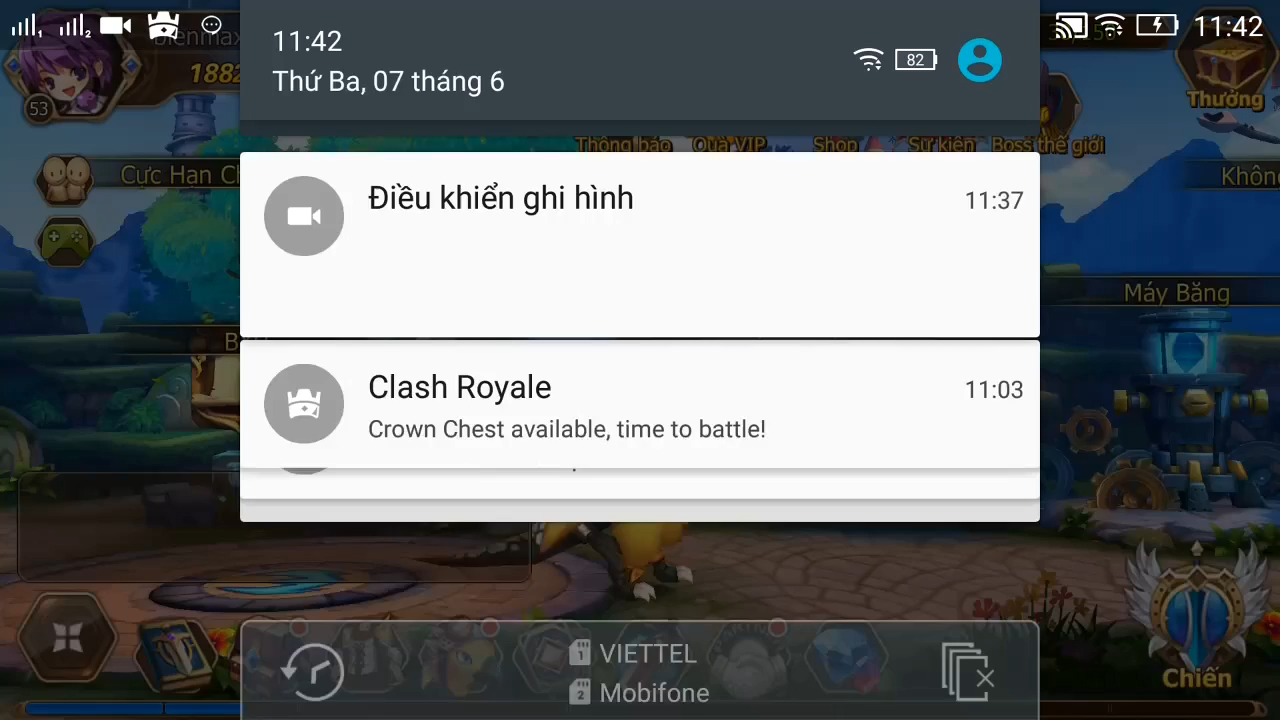 11:42
11:42
Thứ Ba, 07 tháng 6
82
1882
53
Thưởng
Thông báo
Quà VIP
Shop
Sự kiện
Boss thế giới
Cực Hạn
Điều khiển ghi hình
11:37
Máy Băng
Clash Royale
11:03
Crown Chest available, time to battle!
1 VIETTEL
2 Mobifone
Chiến